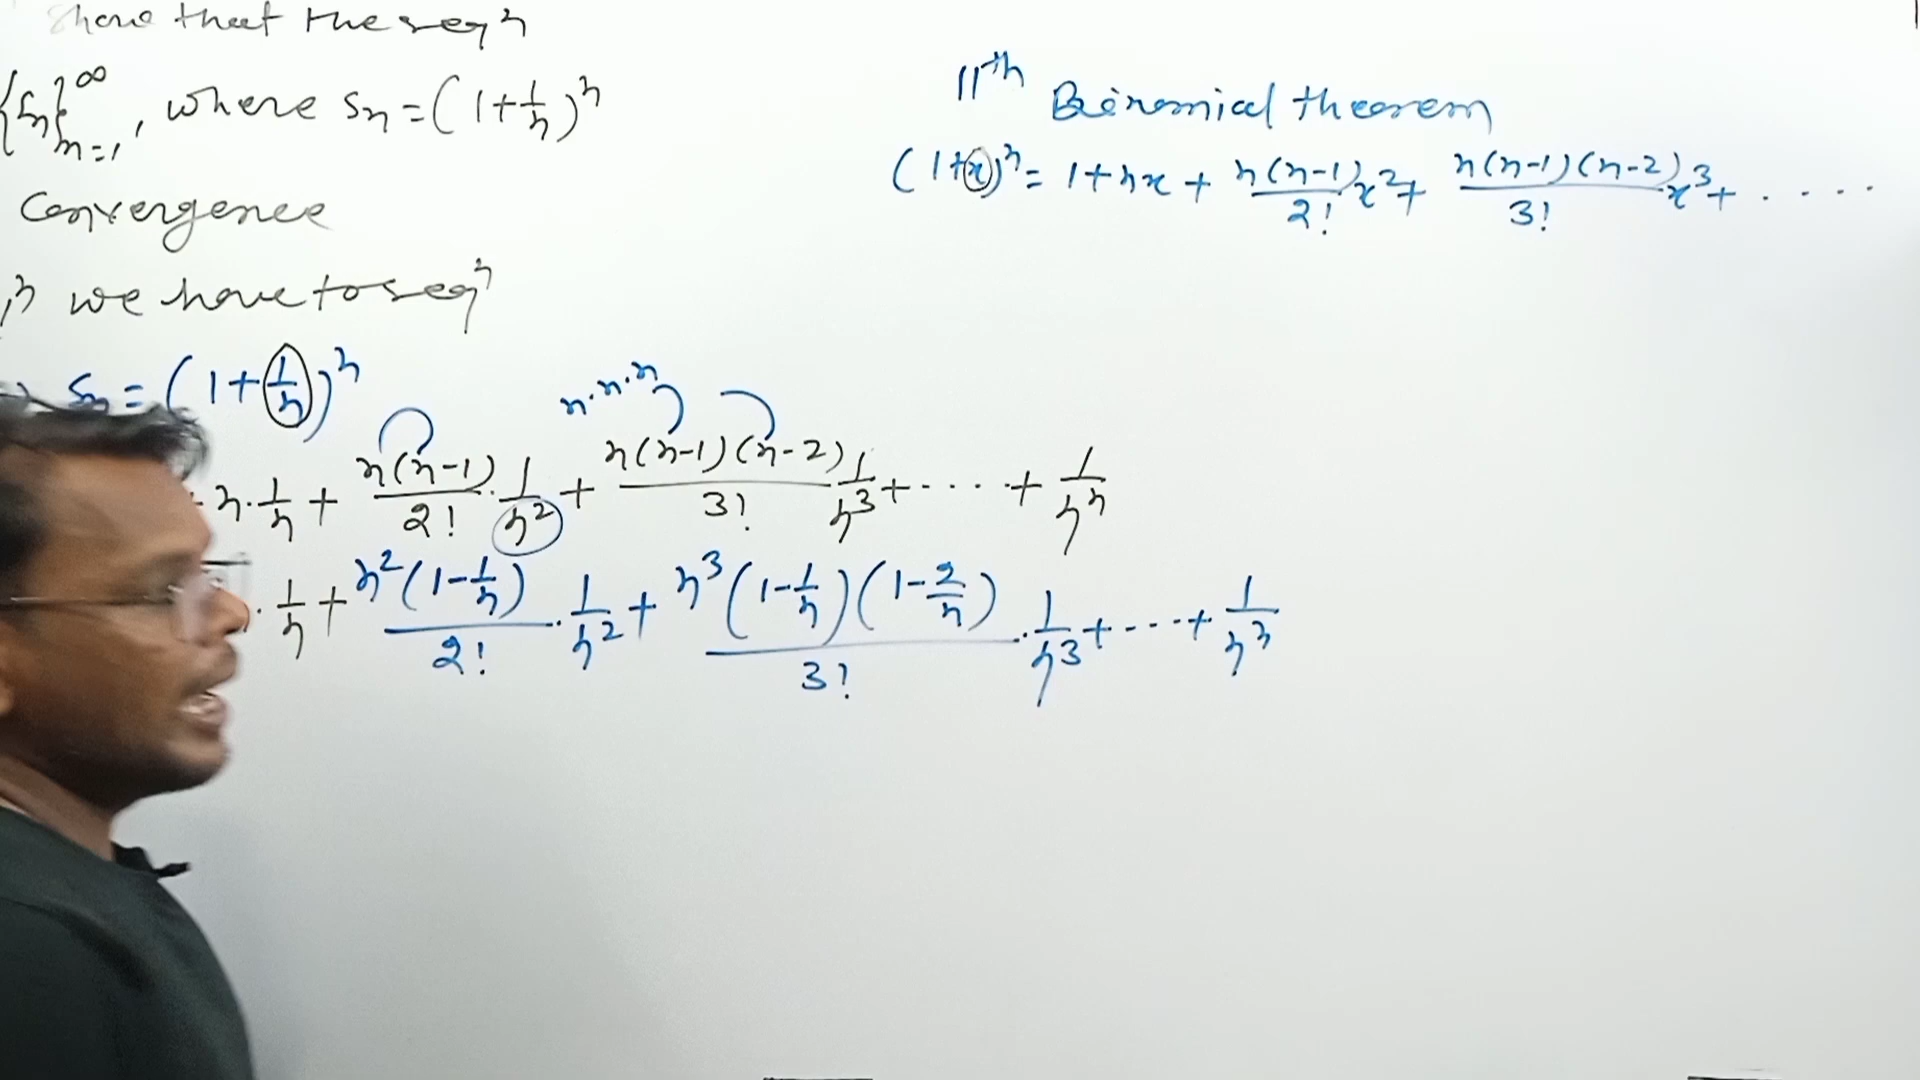 Show that the seqⁿ
{Sn}∞n=1, where Sn = (1+1/n)ⁿ
Convergence
we have to seqⁿ
Sn = (1+1/n)ⁿ
n·n·n
n·1/n + n(n-1)/2! · 1/n² + n(n-1)(n-2)/3! 1/n³ + .... + 1/nⁿ
· 1/n + n²(1-1/n)/2! · 1/n² + n³(1-1/n)(1-2/n)/3! · 1/n³ + ---- + 1/nⁿ
11th
Binomial theorem
(1+x)ⁿ = 1+nx + n(n-1)/2! x² + n(n-1)(n-2)/3! x³ + . . . .